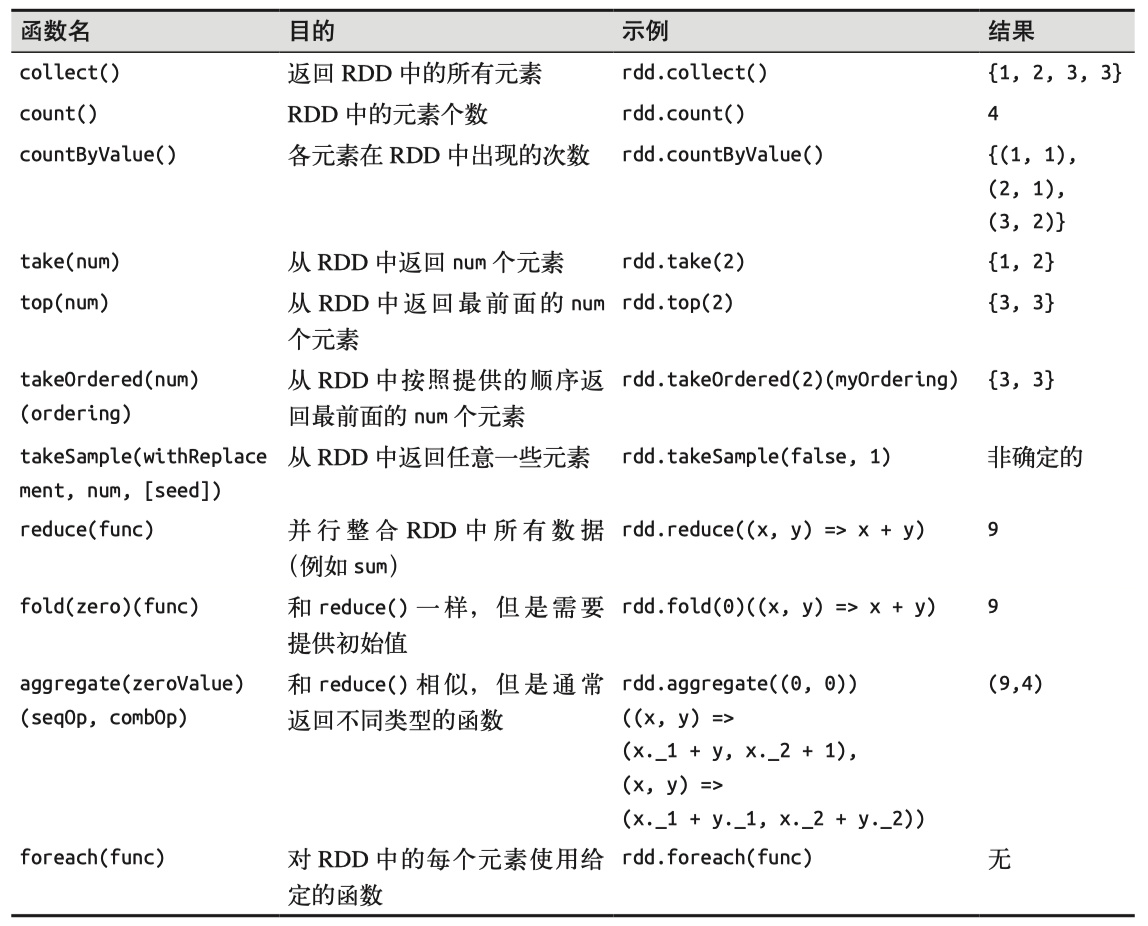 函数名 目的 示例 结果
collect() 返回 RDD 中的所有元素 rdd.collect() {1, 2, 3, 3}
count() RDD 中的元素个数 rdd.count() 4
countByValue() 各元素在 RDD 中出现的次数 rdd.countByValue() {(1, 1),
(2, 1),
(3, 2)}
take(num) 从 RDD 中返回 num 个元素 rdd.take(2) {1, 2}
top(num) 从 RDD 中返回最前面的 num rdd.top(2) {3, 3}
个元素
takeOrdered(num) 从 RDD 中按照提供的顺序返 rdd.takeOrdered(2)(myOrdering) {3, 3}
(ordering) 回最前面的 num 个元素
takeSample(withReplace 从 RDD 中返回任意一些元素 rdd.takeSample(false, 1) 非确定的
ment, num, [seed])
reduce(func) 并行整合 RDD 中所有数据 rdd.reduce((x, y) => x + y) 9
（例如 sum）
fold(zero)(func) 和 reduce() 一样，但是需要 rdd.fold(0)((x, y) => x + y) 9
提供初始值
aggregate(zeroValue) 和 reduce() 相似，但是通常 rdd.aggregate((0, 0)) (9,4)
(seqOp, combOp) 返回不同类型的函数 ((x, y) =>
(x._1 + y, x._2 + 1),
(x, y) =>
(x._1 + y._1, x._2 + y._2))
foreach(func) 对 RDD 中的每个元素使用给 rdd.foreach(func) 无
定的函数